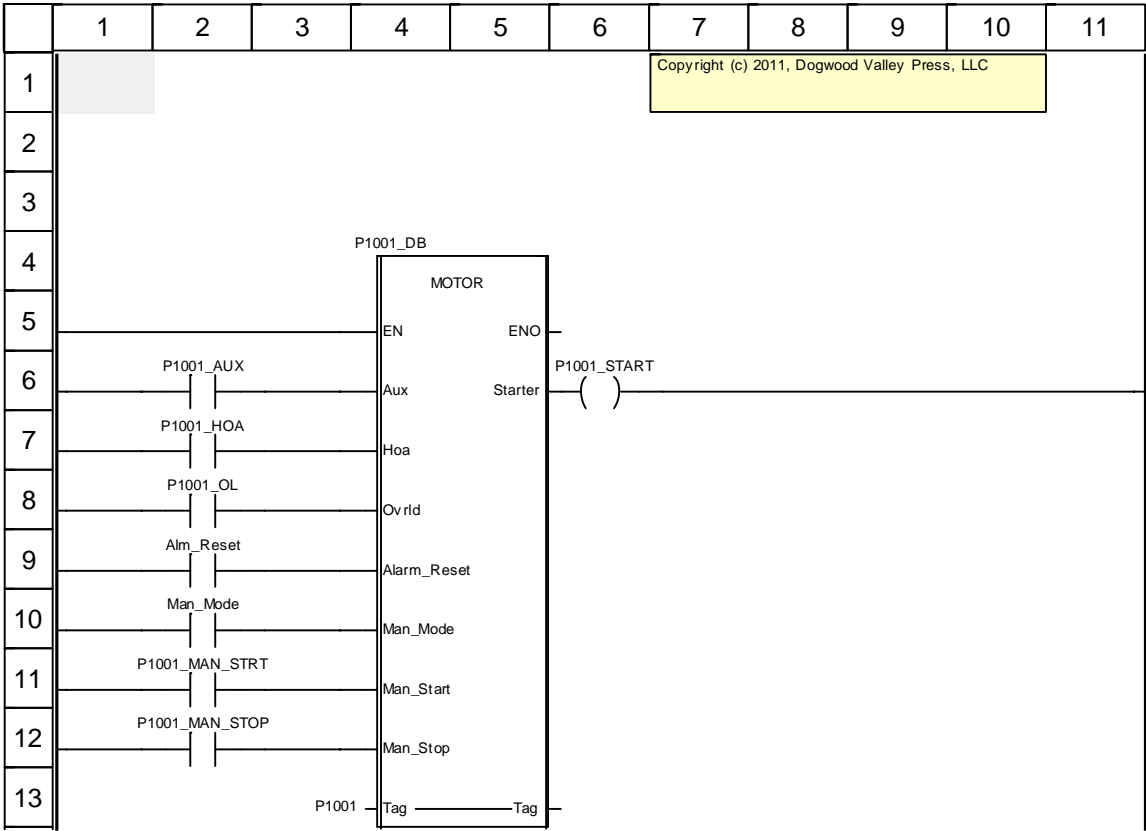 1 2 3 4 5 6 7 8 9 10 11
1 Copyright (c) 2011, Dogwood Valley Press, LLC
2
3
P1001_DB
4 MOTOR
5 EN ENO
P1001_AUX P1001_START
6 Aux Starter
P1001_HOA
7 Hoa
P1001_OL
8 Ovrld
Alm_Reset
9 Alarm_Reset
Man_Mode
10 Man_Mode
P1001_MAN_STRT
11 Man_Start
P1001_MAN_STOP
12 Man_Stop
13 P1001 Tag Tag